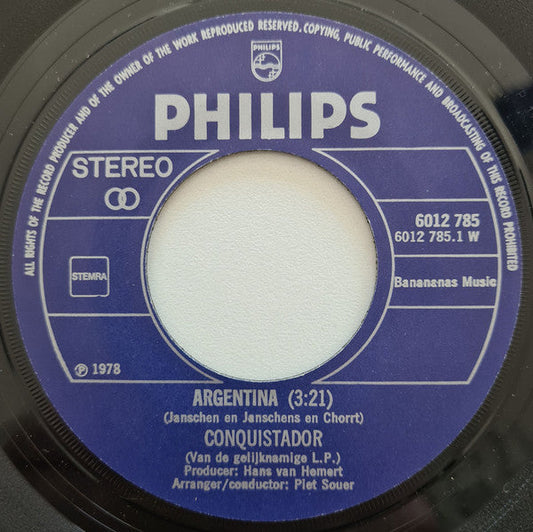 ALL RIGHTS OF THE RECORD PRODUCER AND OF THE OWNER OF THE WORK REPRODUCED RESERVED. COPYING, PUBLIC PERFORMANCE AND BROADCASTING OF THIS RECORD PROHIBITED
PHILIPS
PHILIPS
STEREO
6012 785
6012 785.1 W
STEMRA
Banananas Music
℗ 1978
ARGENTINA (3:21)
(Janschen en Janschens en Chorrt)
CONQUISTADOR
(Van de gelijknamige L.P.)
Producer: Hans van Hemert
Arranger/conductor: Piet Souer